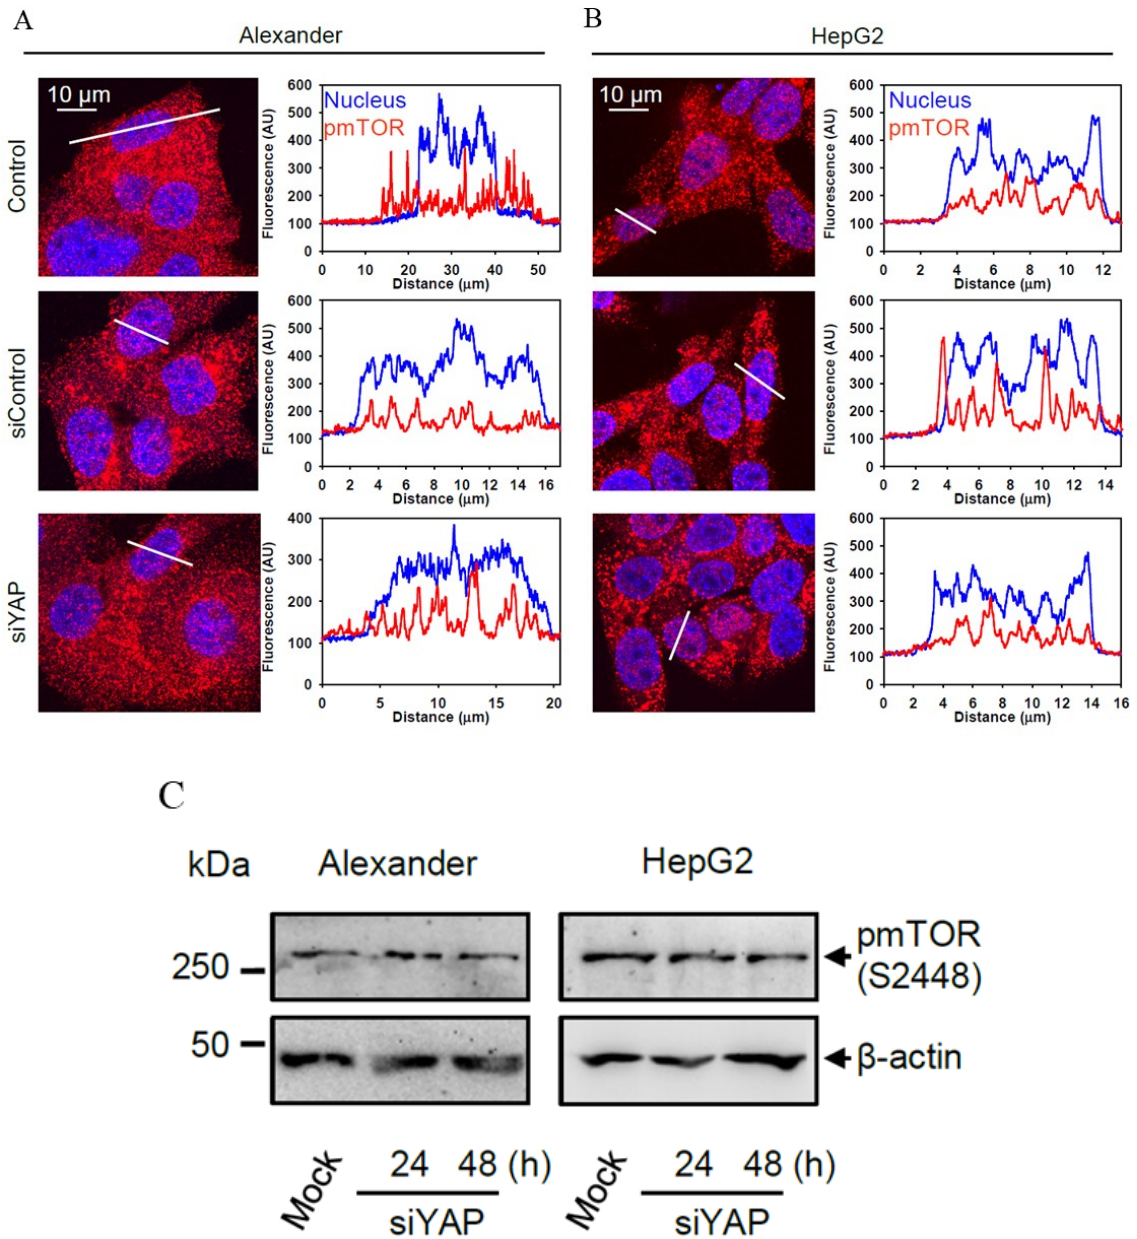 A
Alexander
Control
10 μm
Fluorescence (AU)
600
500
400
300
200
100
0
Nucleus
pmTOR
0 10 20 30 40 50
Distance (μm)
siControl
Fluorescence (AU)
600
500
400
300
200
100
0
0 2 4 6 8 10 12 14 16
Distance (μm)
siYAP
Fluorescence (AU)
400
300
200
100
0
0 5 10 15 20
Distance (μm)
B
HepG2
10 μm
Fluorescence (AU)
600
500
400
300
200
100
0
Nucleus
pmTOR
0 2 4 6 8 10 12
Distance (μm)
Fluorescence (AU)
600
500
400
300
200
100
0
0 2 4 6 8 10 12 14
Distance (μm)
Fluorescence (AU)
600
500
400
300
200
100
0
0 2 4 6 8 10 12 14 16
Distance (μm)
C
kDa Alexander HepG2
250
pmTOR
(S2448)
50
β-actin
Mock 24 48 (h) Mock 24 48 (h)
siYAP siYAP